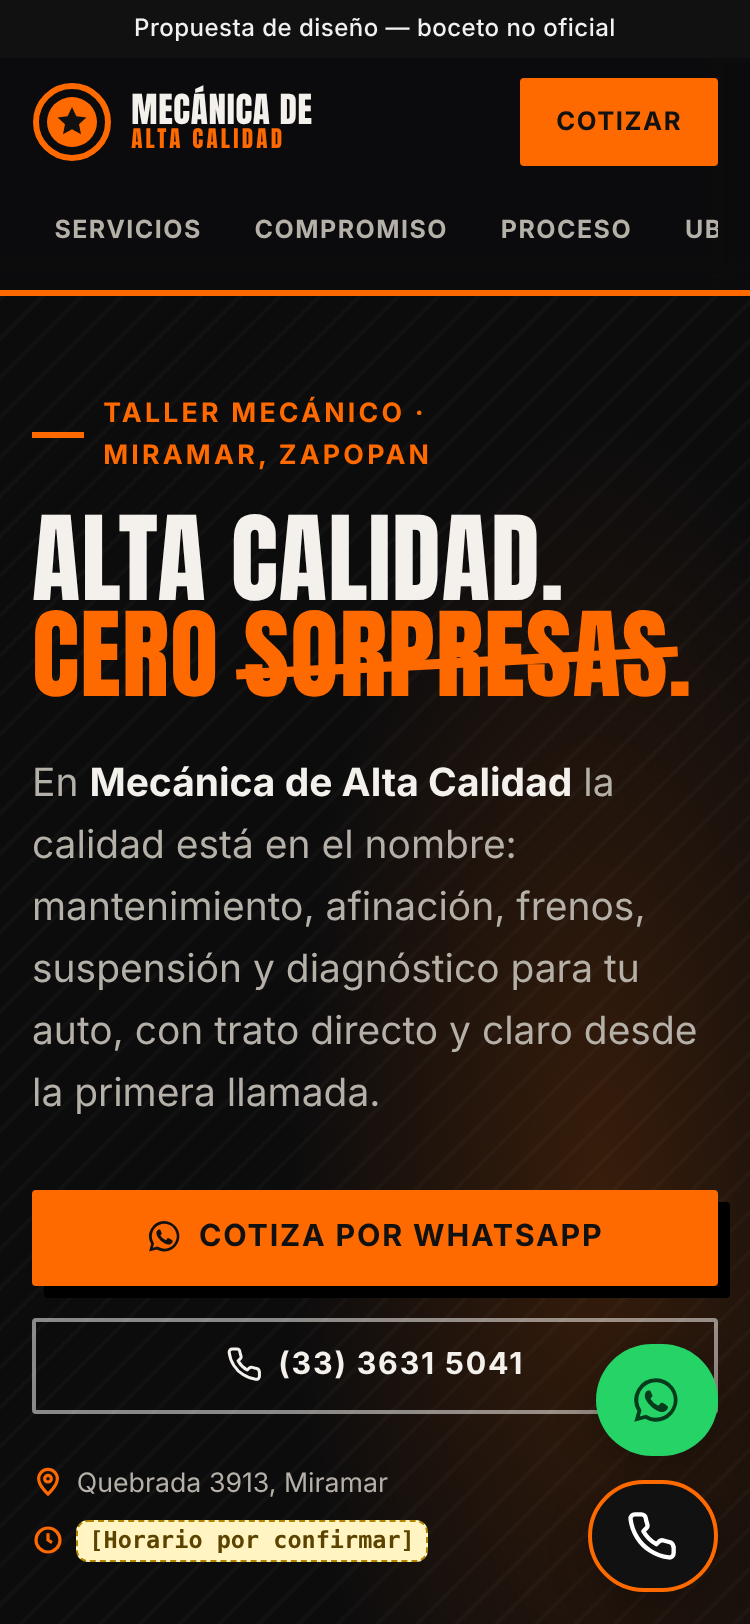 Propuesta de diseño — boceto no oficial
MECÁNICA DE
ALTA CALIDAD
COTIZAR
SERVICIOS COMPROMISO PROCESO UB
TALLER MECÁNICO ·
MIRAMAR, ZAPOPAN
ALTA CALIDAD.
CERO SORPRESAS.
En Mecánica de Alta Calidad la
calidad está en el nombre:
mantenimiento, afinación, frenos,
suspensión y diagnóstico para tu
auto, con trato directo y claro desde
la primera llamada.
COTIZA POR WHATSAPP
(33) 3631 5041
Quebrada 3913, Miramar
[Horario por confirmar]